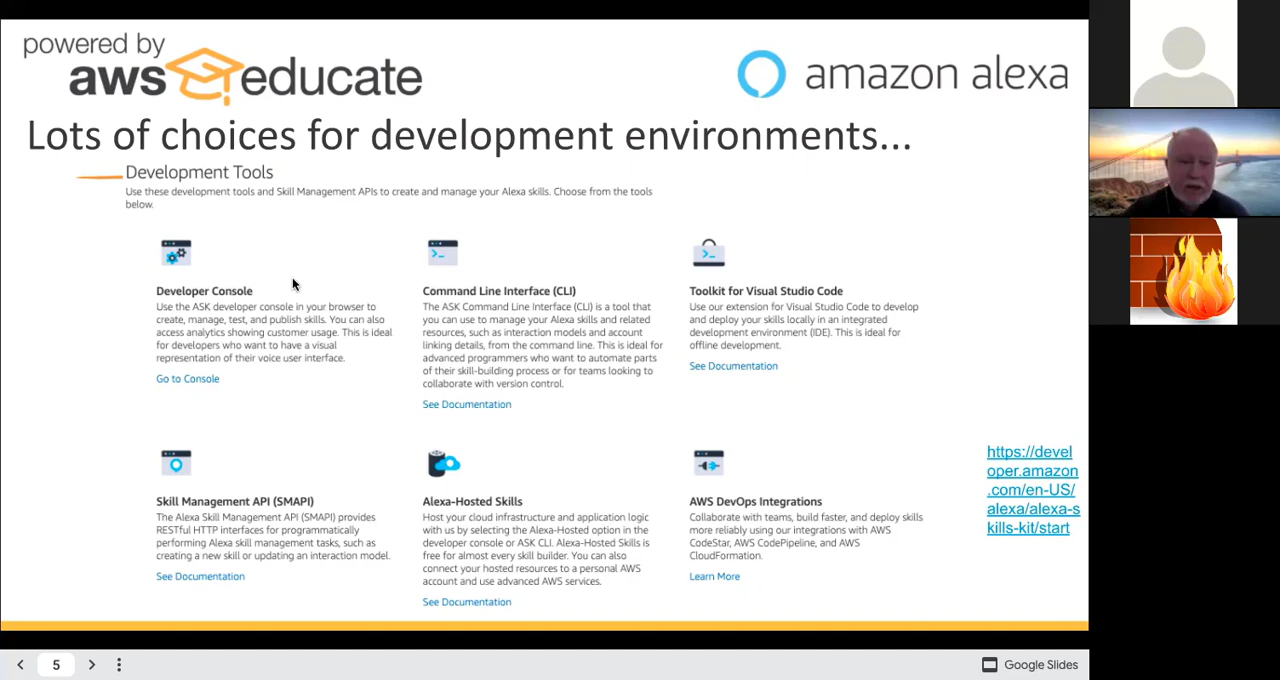 powered by
aws educate
amazon alexa
Lots of choices for development environments...
Development Tools
Use these development tools and Skill Management APIs to create and manage your Alexa skills. Choose from the tools
below.
Developer Console
Use the ASK developer console in your browser to
create, manage, test, and publish skills. You can also
access analytics showing customer usage. This is ideal
for developers who want to have a visual
representation of their voice user interface.
Go to Console
Command Line Interface (CLI)
The ASK Command Line Interface (CLI) is a tool that
you can use to manage your Alexa skills and related
resources, such as interaction models and account
linking details, from the command line. This is ideal for
advanced programmers who want to automate parts
of their skill-building process or for teams looking to
collaborate with version control.
See Documentation
Toolkit for Visual Studio Code
Use our extension for Visual Studio Code to develop
and deploy your skills locally in an integrated
development environment (IDE). This is ideal for
offline development.
See Documentation
Skill Management API (SMAPI)
The Alexa Skill Management API (SMAPI) provides
RESTful HTTP interfaces for programmatically
performing Alexa skill management tasks, such as
creating a new skill or updating an interaction model.
See Documentation
Alexa-Hosted Skills
Host your cloud infrastructure and application logic
with us by selecting the Alexa-Hosted option in the
developer console or ASK CLI. Alexa-Hosted Skills is
free for almost every skill builder. You can also
connect your hosted resources to a personal AWS
account and use advanced AWS services.
See Documentation
AWS DevOps Integrations
Collaborate with teams, build faster, and deploy skills
more reliably using our integrations with AWS
CodeStar, AWS CodePipeline, and AWS
CloudFormation.
Learn More
https://devel
oper.amazon
.com/en-US/
alexa/alexa-s
kills-kit/start
5
Google Slides